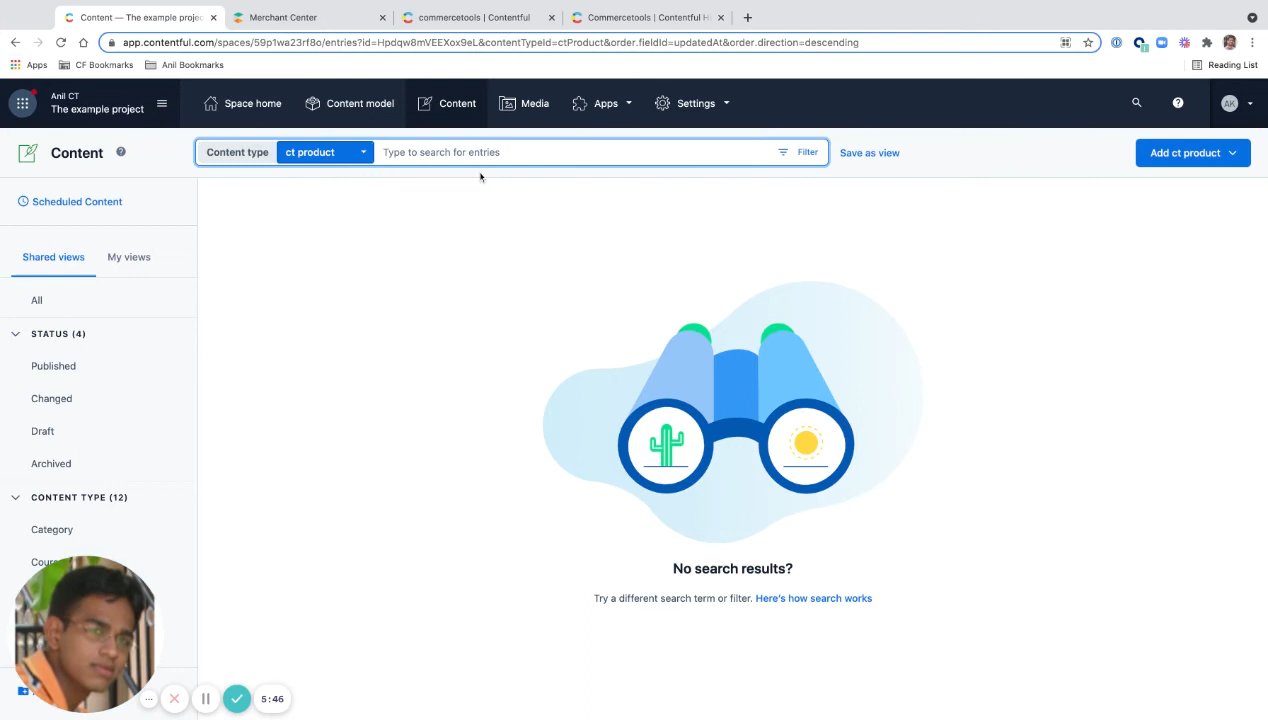 Content — The example projec
Merchant Center
commercetools | Contentful
Commercetools | Contentful H
app.contentful.com/spaces/59p1wa23rf8o/entries?id=Hpdqw8mVEEXox9eL&contentTypeId=ctProduct&order.fieldId=updatedAt&order.direction=descending
Apps
CF Bookmarks
Anil Bookmarks
Reading List
Anil CT
The example project
Space home
Content model
Content
Media
Apps
Settings
AK
Content
Content type
ct product
Type to search for entries
Filter
Save as view
Add ct product
Scheduled Content
Shared views
My views
All
STATUS (4)
Published
Changed
Draft
Archived
CONTENT TYPE (12)
Category
Cour
No search results?
Try a different search term or filter. Here's how search works
5:46